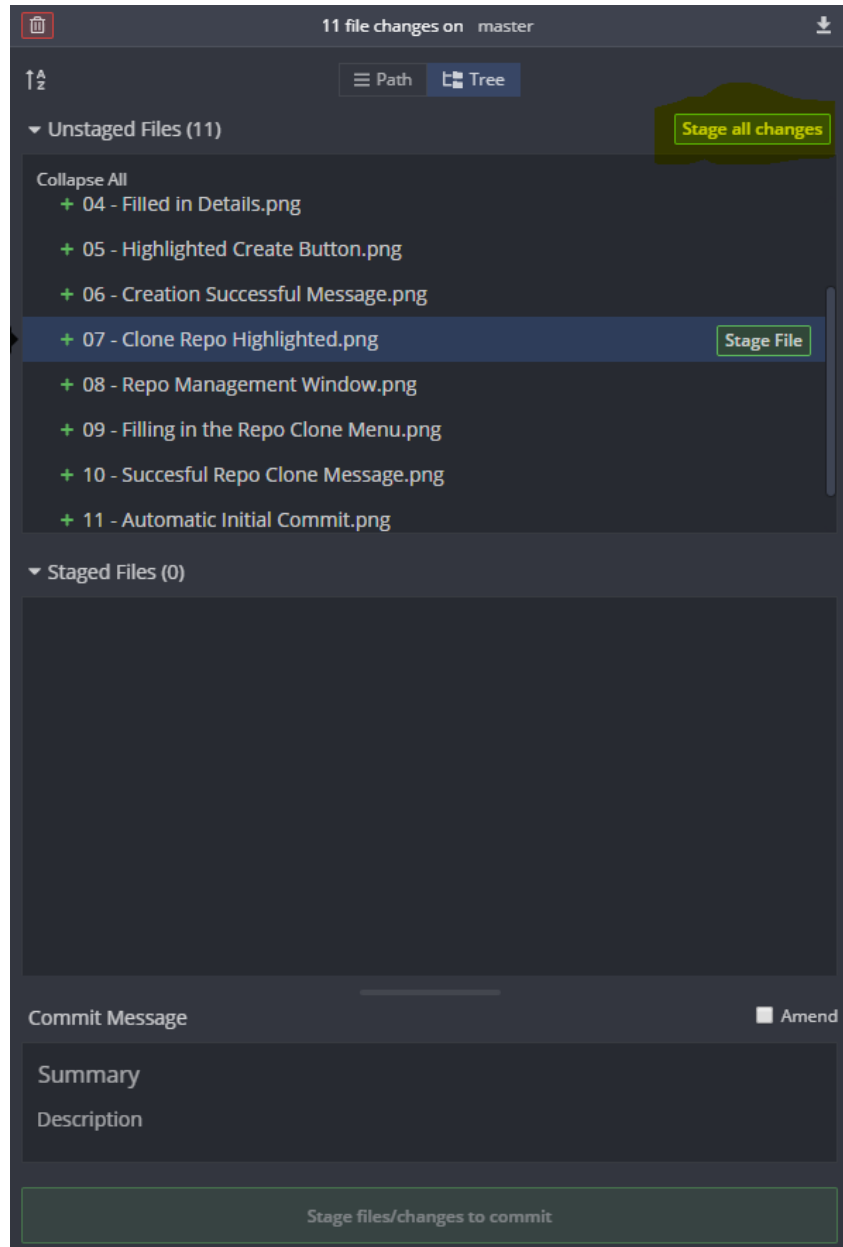 11 file changes on master
Path Tree
Unstaged Files (11) Stage all changes
Collapse All
04 - Filled in Details.png
05 - Highlighted Create Button.png
06 - Creation Successful Message.png
07 - Clone Repo Highlighted.png Stage File
08 - Repo Management Window.png
09 - Filling in the Repo Clone Menu.png
10 - Succesful Repo Clone Message.png
11 - Automatic Initial Commit.png
Staged Files (0)
Commit Message Amend
Summary
Description
Stage files/changes to commit